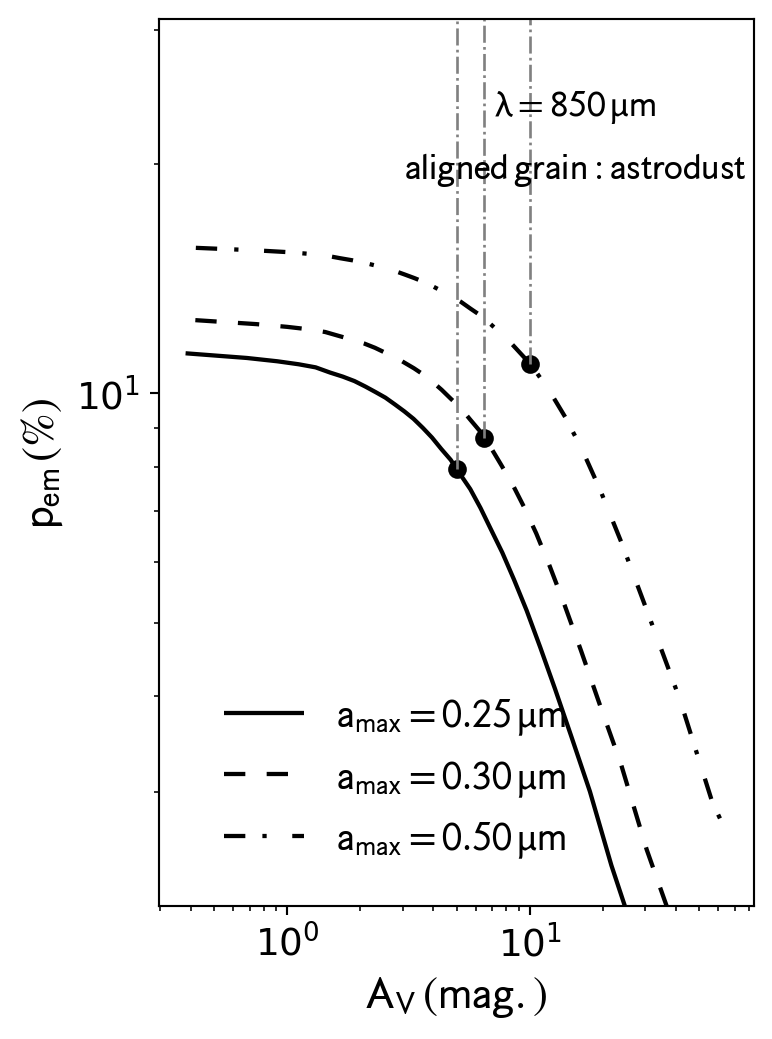 λ = 850 µm
aligned grain : astrodust
10¹
p_em (%)
a_max = 0.25 µm
a_max = 0.30 µm
a_max = 0.50 µm
10⁰ 10¹
A_V (mag. )